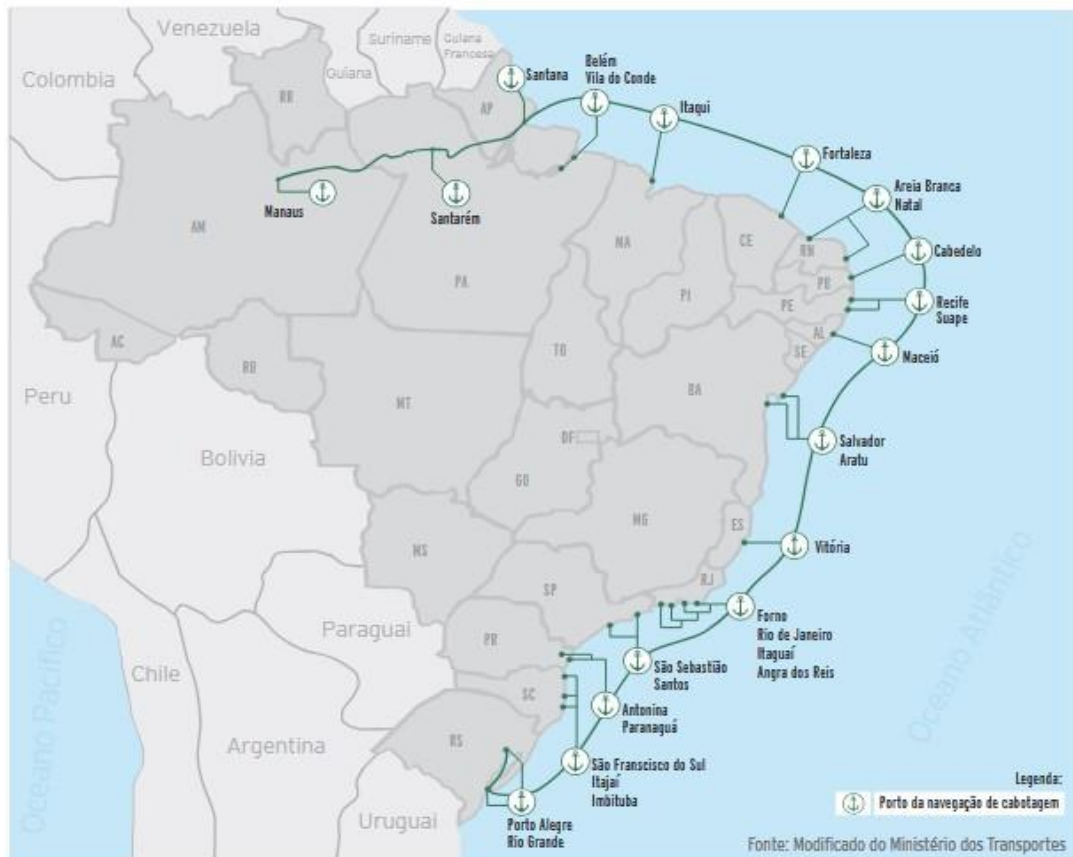 Venezuela
Suriname
Guiana
Francesa
Guiana
Colombia
Santana
Belém
Vila do Conde
Itaqui
Fortaleza
Areia Branca
Natal
Cabedelo
Recife
Suape
Maceió
Salvador
Aratu
Vitória
Forno
Rio de Janeiro
Itaguaí
Angra dos Reis
São Sebastião
Santos
Antonina
Paranaguá
São Franscisco do Sul
Itajaí
Imbituba
Porto Alegre
Rio Grande
Manaus
Santarém
RR
AP
AM
PA
MA
CE
RN
PB
PE
AL
SE
PI
TO
BA
AC
RO
MT
DF
GO
MG
ES
MS
SP
RJ
PR
SC
RS
Peru
Bolivia
Paraguai
Chile
Argentina
Uruguai
Oceano Pacífico
Oceano Atlântico
Legenda:
Porto da navegação de cabotagem
Fonte: Modificado do Ministério dos Transportes